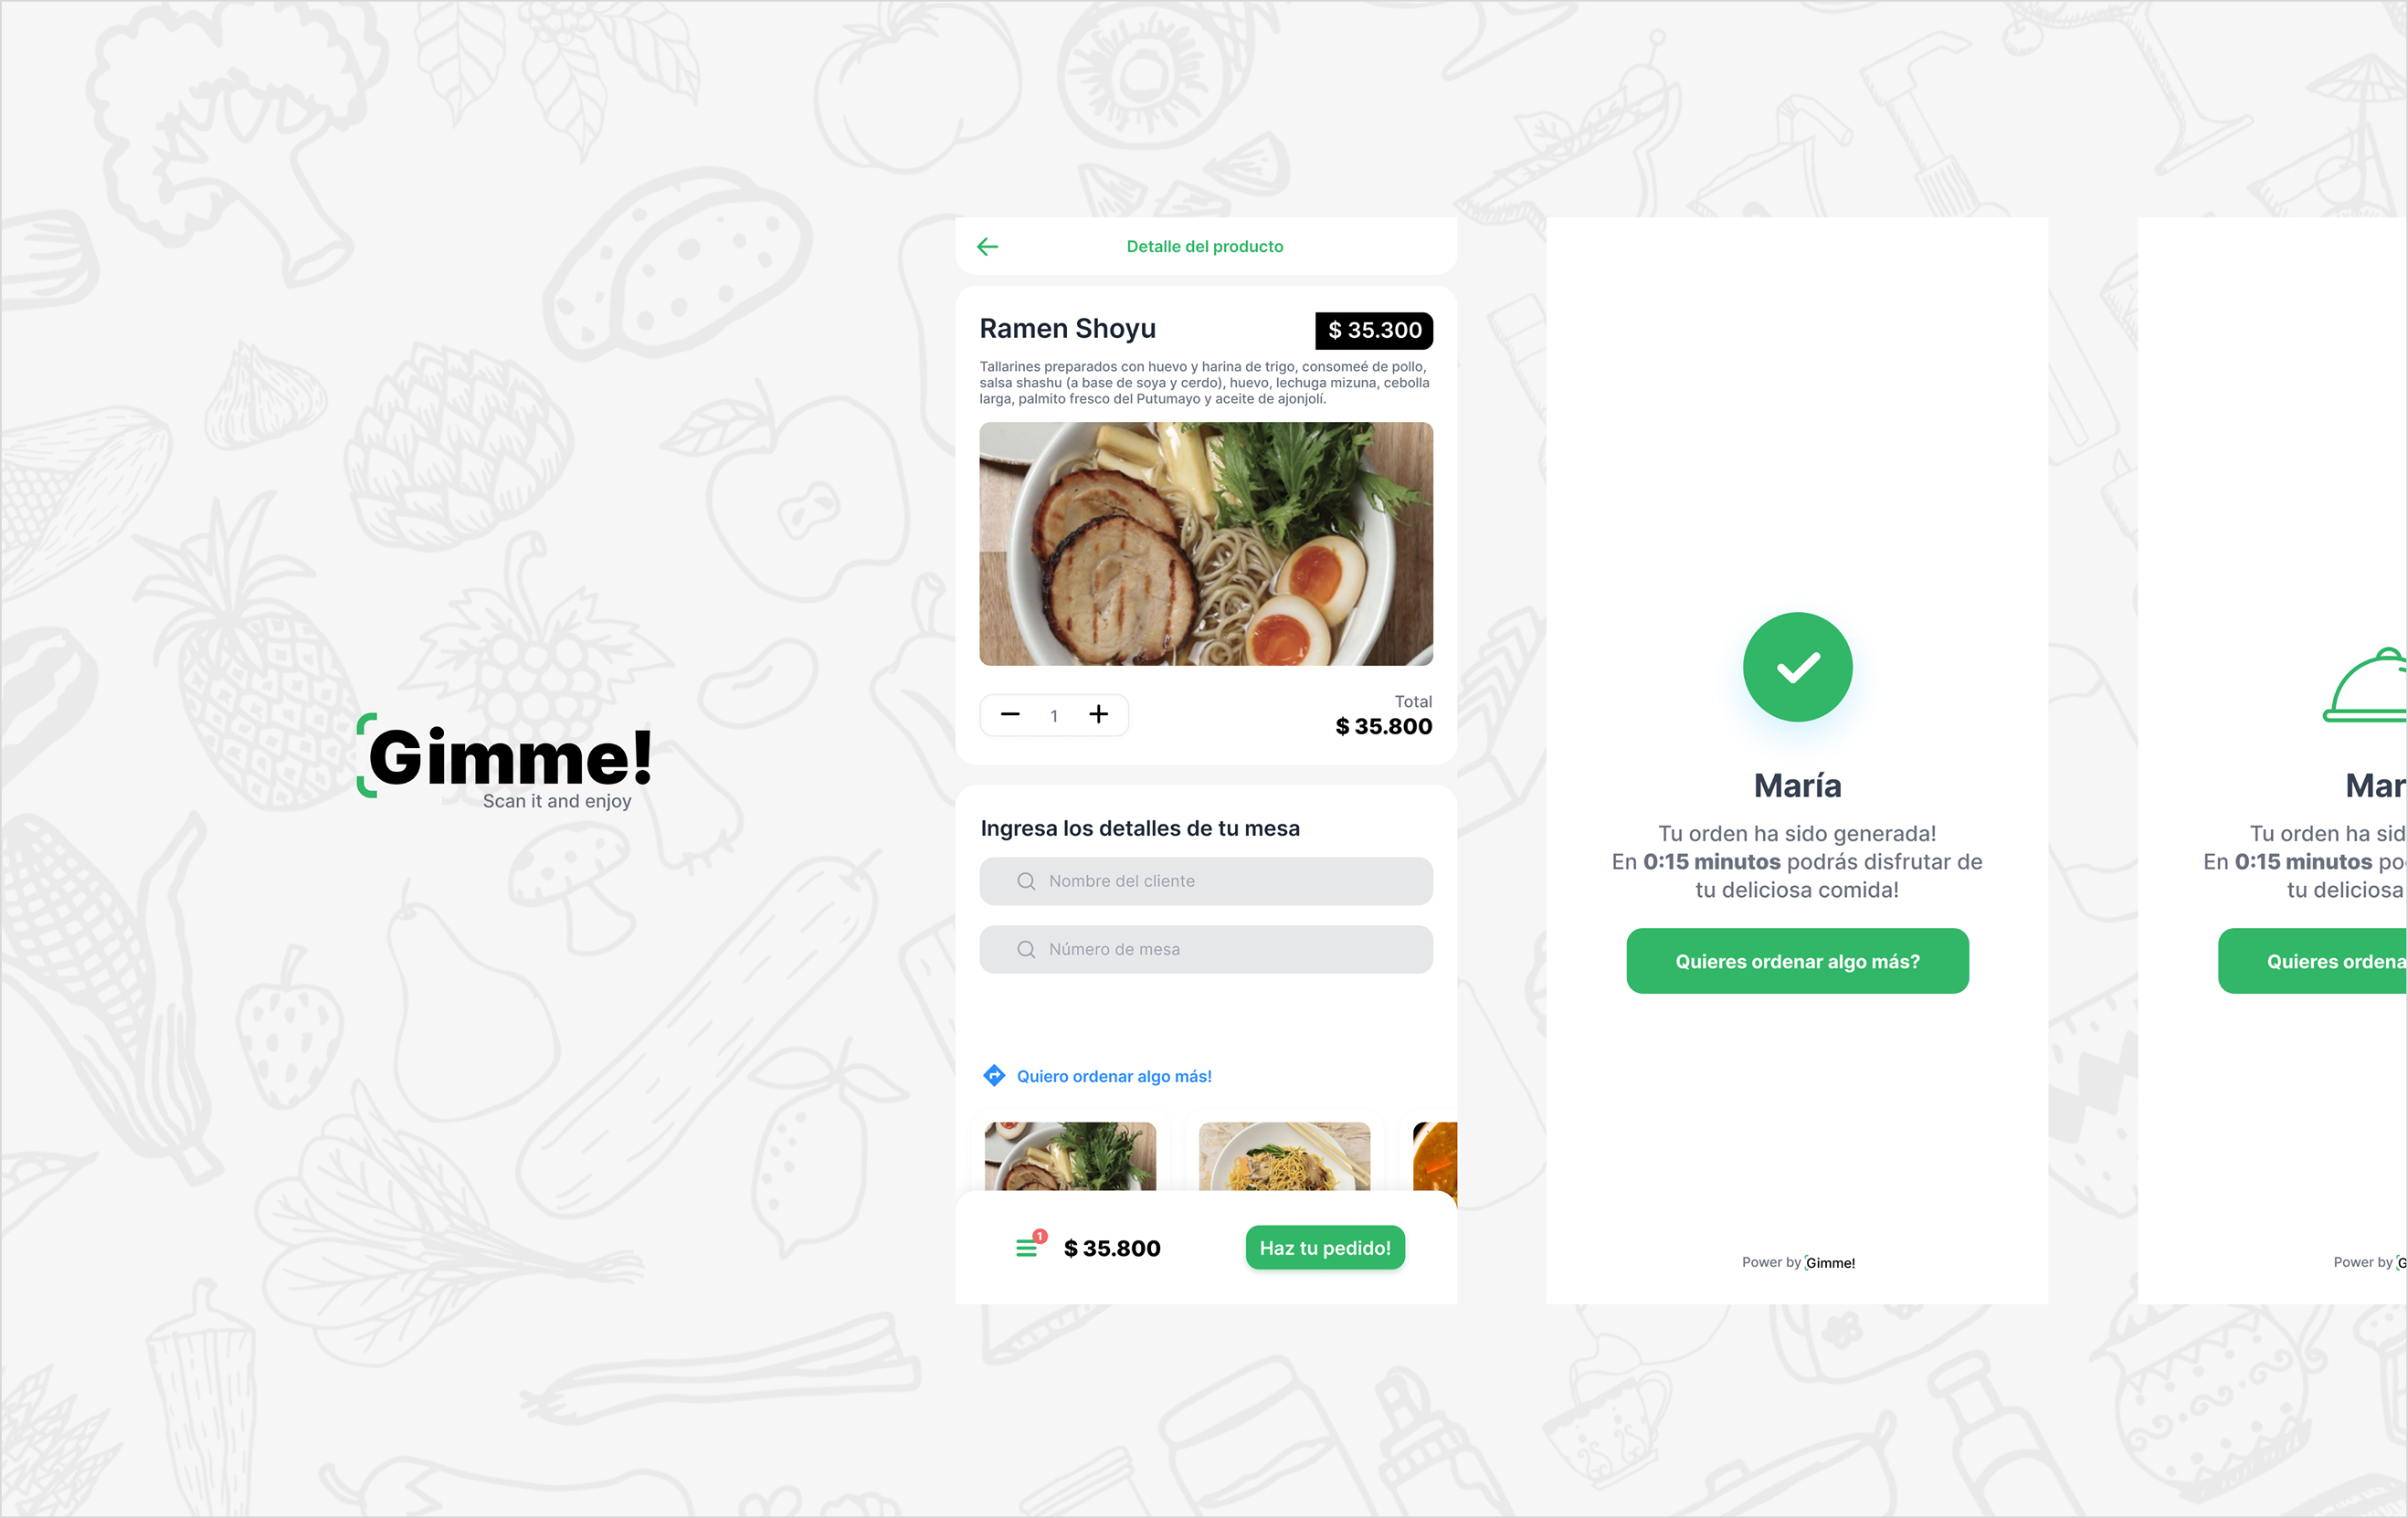 Gimme!
Scan it and enjoy
Detalle del producto
Ramen Shoyu
$ 35.300
Tallarines preparados con huevo y harina de trigo, consomeé de pollo,
salsa shashu (a base de soya y cerdo), huevo, lechuga mizuna, cebolla
larga, palmito fresco del Putumayo y aceite de ajonjolí.
1
Total
$ 35.800
Ingresa los detalles de tu mesa
Nombre del cliente
Número de mesa
Quiero ordenar algo más!
1
$ 35.800
Haz tu pedido!
María
Tu orden ha sido generada!
En 0:15 minutos podrás disfrutar de
tu deliciosa comida!
Quieres ordenar algo más?
Power by Gimme!
Mar
Tu orden ha sid
En 0:15 minutos po
tu deliciosa
Quieres ordena
Power by G